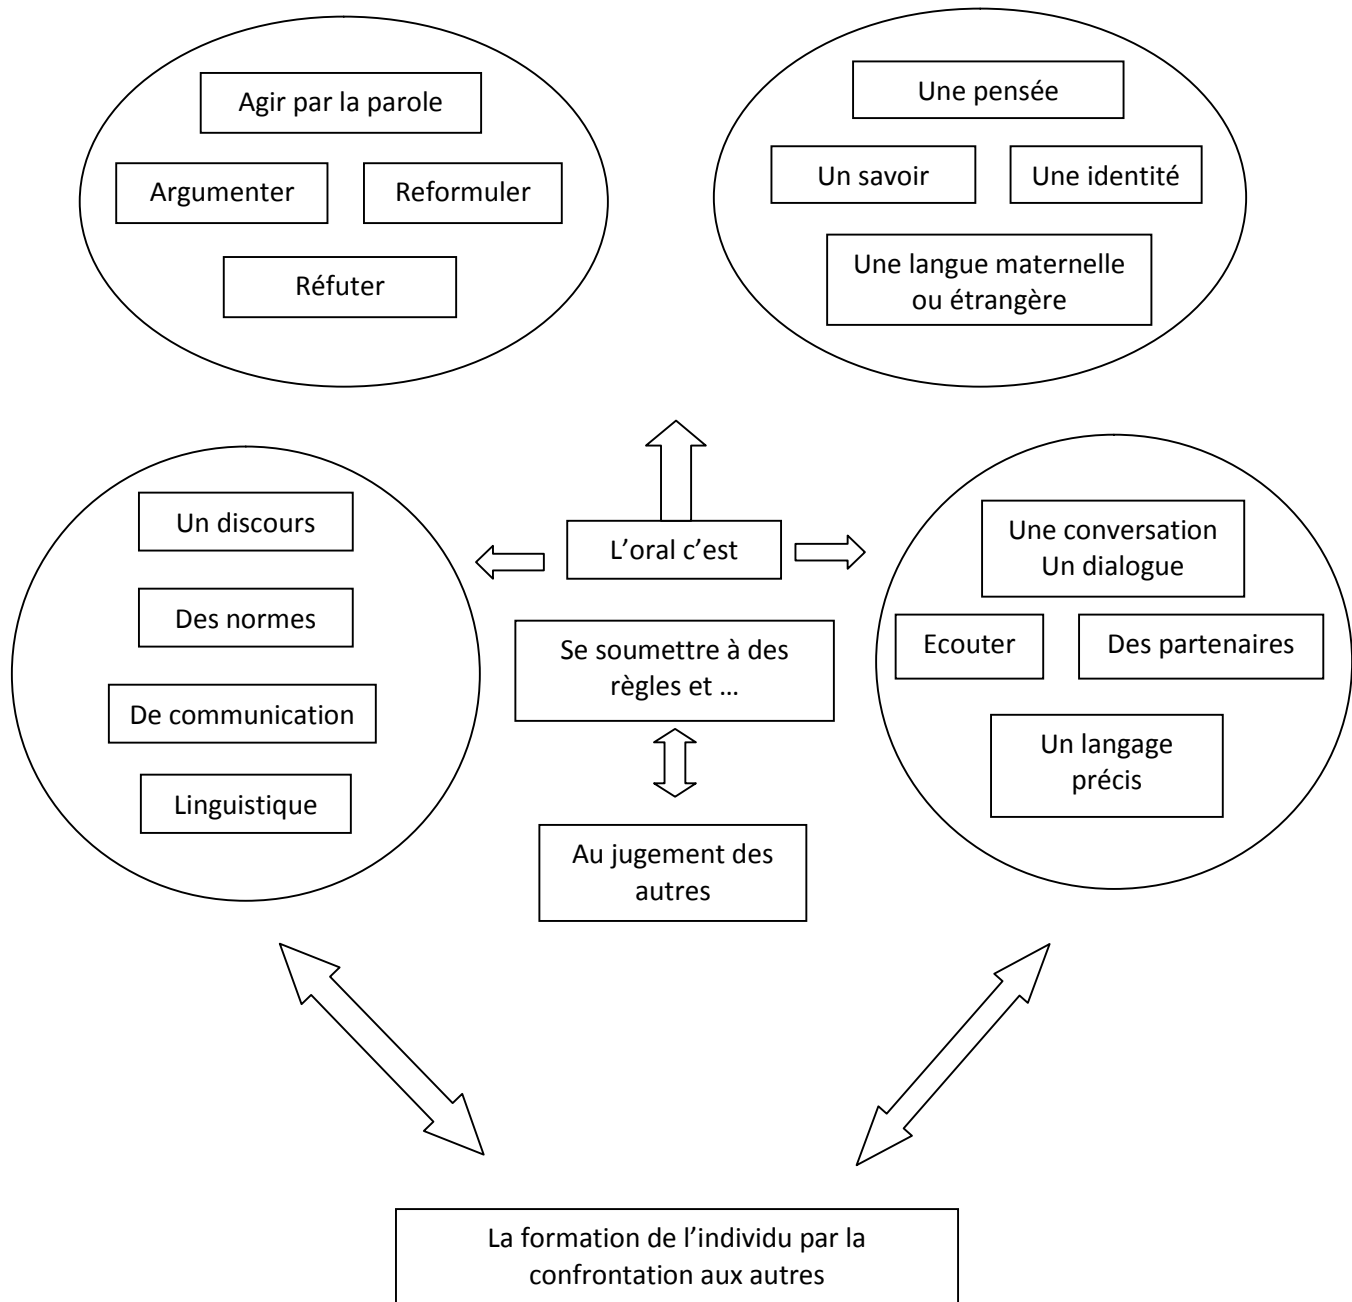 Agir par la parole
Argumenter
Reformuler
Réfuter
Une pensée
Un savoir
Une identité
Une langue maternelle
ou étrangère
Un discours
Des normes
De communication
Linguistique
L’oral c’est
Se soumettre à des
règles et ...
Au jugement des
autres
Une conversation
Un dialogue
Ecouter
Des partenaires
Un langage
précis
La formation de l’individu par la
confrontation aux autres